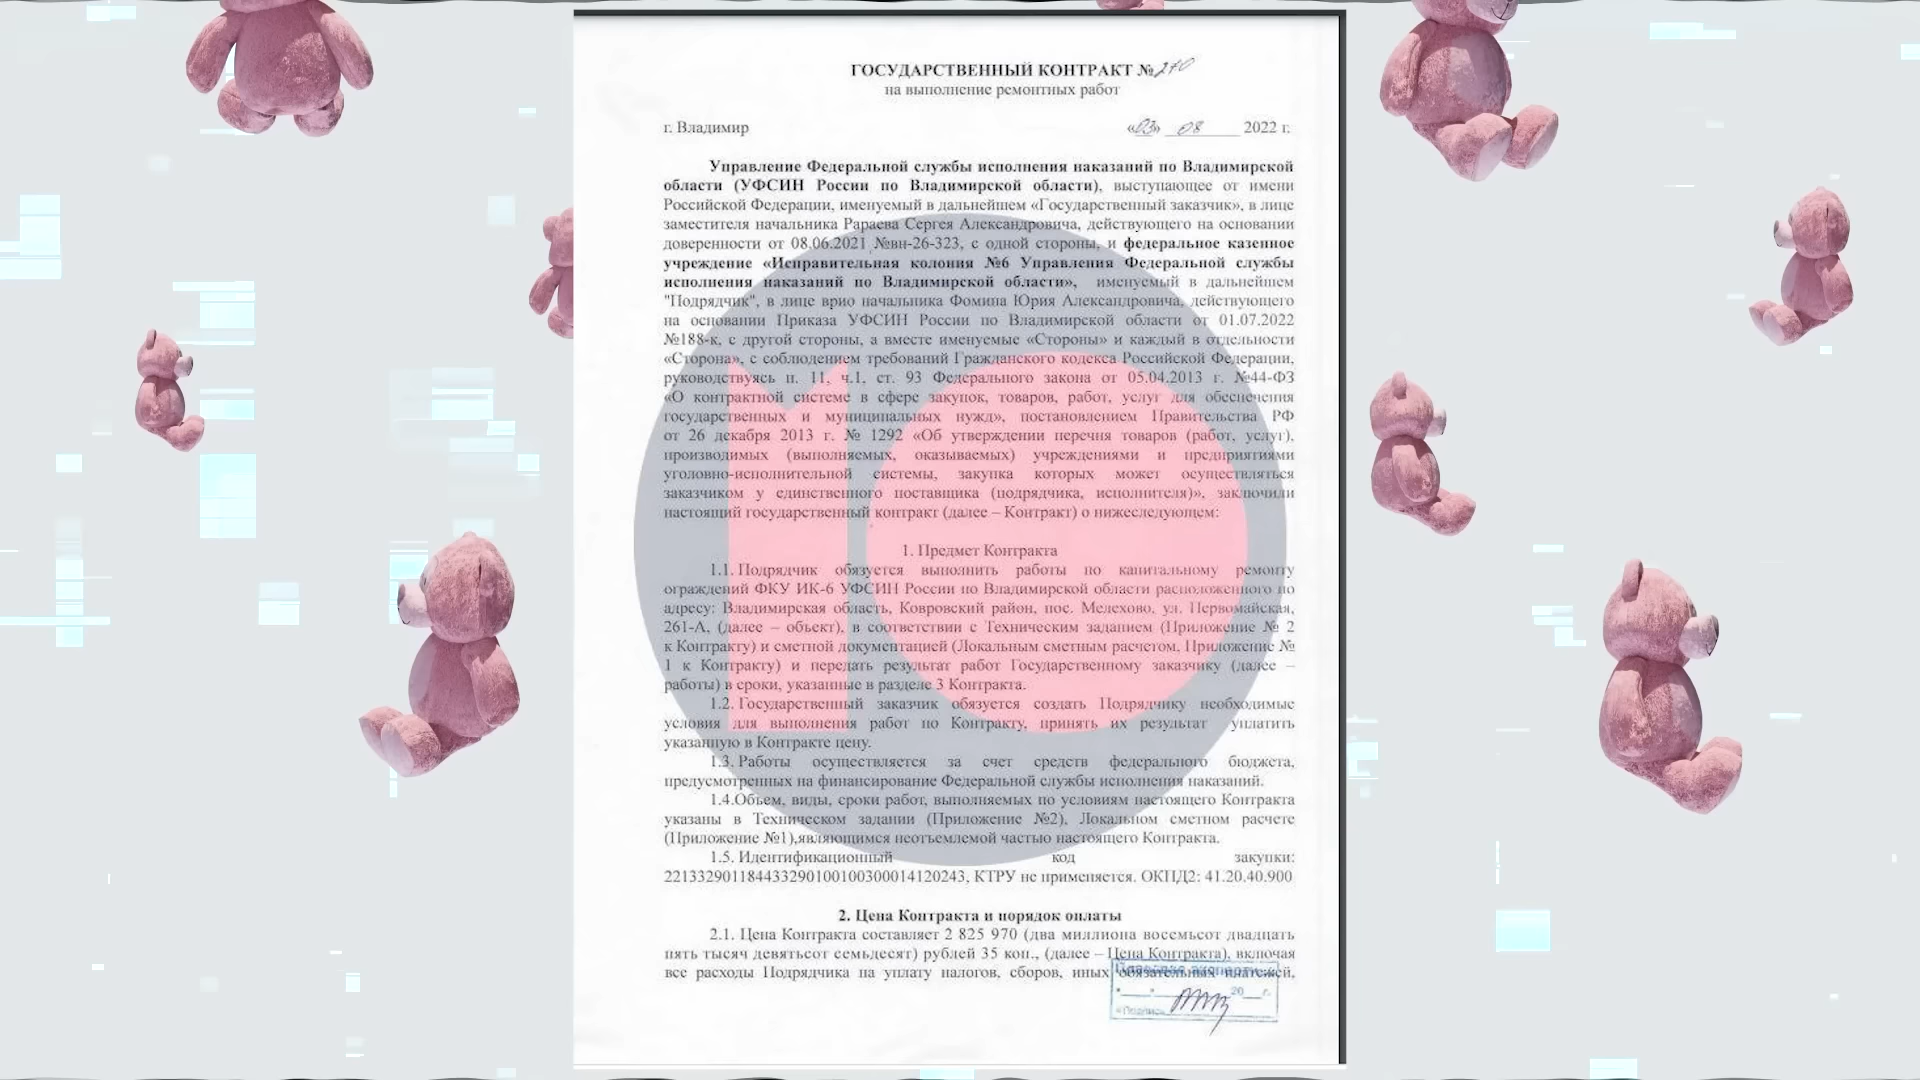 ГОСУДАРСТВЕННЫЙ КОНТРАКТ № 270
на выполнение ремонтных работ
г. Владимир «03» 08 2022 г.
Управление Федеральной службы исполнения наказаний по Владимирской
области (УФСИН России по Владимирской области), выступающее от имени
Российской Федерации, именуемый в дальнейшем «Государственный заказчик», в лице
заместителя начальника Рараева Сергея Александровича, действующего на основании
доверенности от 08.06.2021 №вн-26-323, с одной стороны, и федеральное казенное
учреждение «Исправительная колония №6 Управления Федеральной службы
исполнения наказаний по Владимирской области», именуемый в дальнейшем
"Подрядчик", в лице врио начальника Фомина Юрия Александровича, действующего
на основании Приказа УФСИН России по Владимирской области от 01.07.2022
№188-к, с другой стороны, а вместе именуемые «Стороны» и каждый в отдельности
«Сторона», с соблюдением требований Гражданского кодекса Российской Федерации,
руководствуясь п. 11, ч.1, ст. 93 Федерального закона от 05.04.2013 г. №44-ФЗ
«О контрактной системе в сфере закупок, товаров, работ, услуг для обеспечения
государственных и муниципальных нужд», постановлением Правительства РФ
от 26 декабря 2013 г. № 1292 «Об утверждении перечня товаров (работ, услуг),
производимых (выполняемых, оказываемых) учреждениями и предприятиями
уголовно-исполнительной системы, закупка которых может осуществляться
заказчиком у единственного поставщика (подрядчика, исполнителя)», заключили
настоящий государственный контракт (далее – Контракт) о нижеследующем:
1. Предмет Контракта
1.1. Подрядчик обязуется выполнить работы по капитальному ремонту
ограждений ФКУ ИК-6 УФСИН России по Владимирской области расположенного по
адресу: Владимирская область, Ковровский район, пос. Мелехово, ул. Первомайская,
261-А, (далее – объект), в соответствии с Техническим заданием (Приложение № 2
к Контракту) и сметной документацией (Локальным сметным расчетом, Приложение №
1 к Контракту) и передать результат работ Государственному заказчику (далее –
работы) в сроки, указанные в разделе 3 Контракта.
1.2. Государственный заказчик обязуется создать Подрядчику необходимые
условия для выполнения работ по Контракту, принять их результат уплатить
указанную в Контракте цену.
1.3. Работы осуществляется за счет средств федерального бюджета,
предусмотренных на финансирование Федеральной службы исполнения наказаний.
1.4.Объем, виды, сроки работ, выполняемых по условиям настоящего Контракта
указаны в Техническом задании (Приложение №2), Локальном сметном расчете
(Приложение №1),являющимся неотъемлемой частью настоящего Контракта.
1.5. Идентификационный код закупки:
221332901184433290100100300014120243, КТРУ не применяется. ОКПД2: 41.20.40.900
2. Цена Контракта и порядок оплаты
2.1. Цена Контракта составляет 2 825 970 (два миллиона восемьсот двадцать
пять тысяч девятьсот семьдесят) рублей 35 коп., (далее – Цена Контракта), включая
все расходы Подрядчика на уплату налогов, сборов, иных обязательных платежей,
20 г.